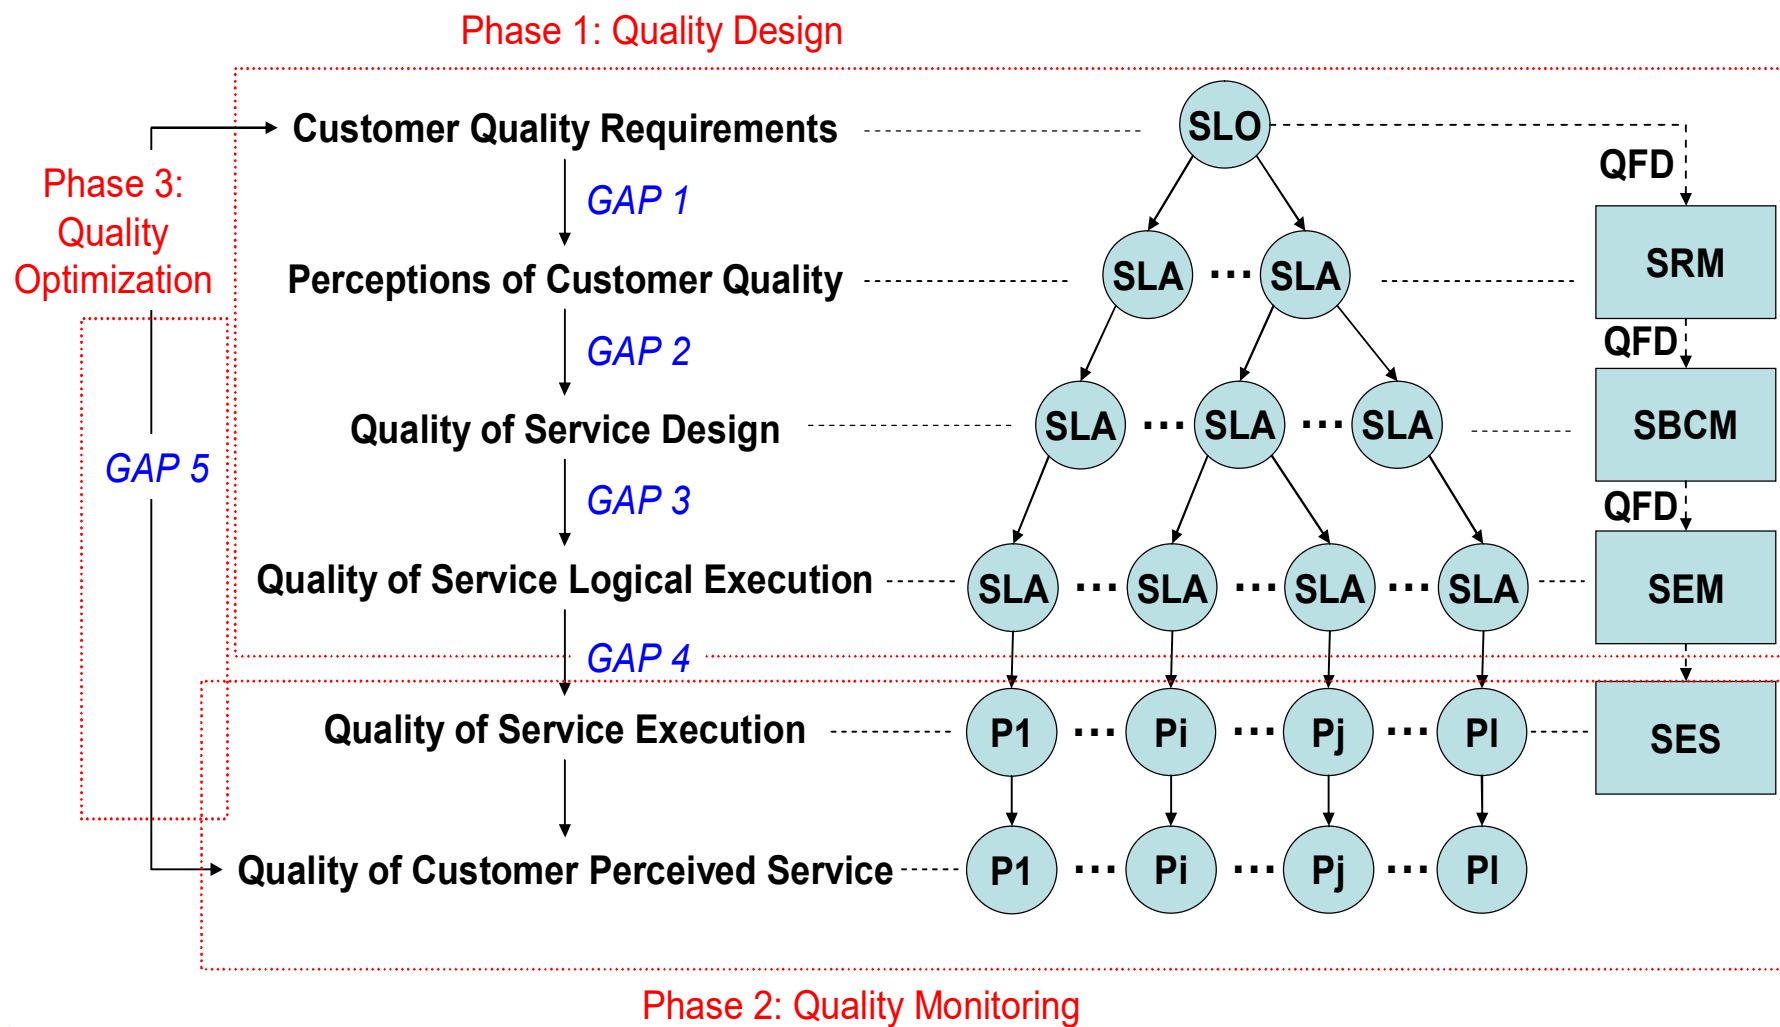 Phase 1: Quality Design
Customer Quality Requirements
SLO
QFD
Phase 3:
Quality
Optimization
GAP 1
Perceptions of Customer Quality
SLA ... SLA
SRM
GAP 2
QFD
Quality of Service Design
SLA ... SLA ... SLA
SBCM
GAP 5
GAP 3
QFD
Quality of Service Logical Execution
SLA ... SLA ... SLA ... SLA
SEM
GAP 4
Quality of Service Execution
P1 ... Pi ... Pj ... Pl
SES
Quality of Customer Perceived Service
P1 ... Pi ... Pj ... Pl
Phase 2: Quality Monitoring